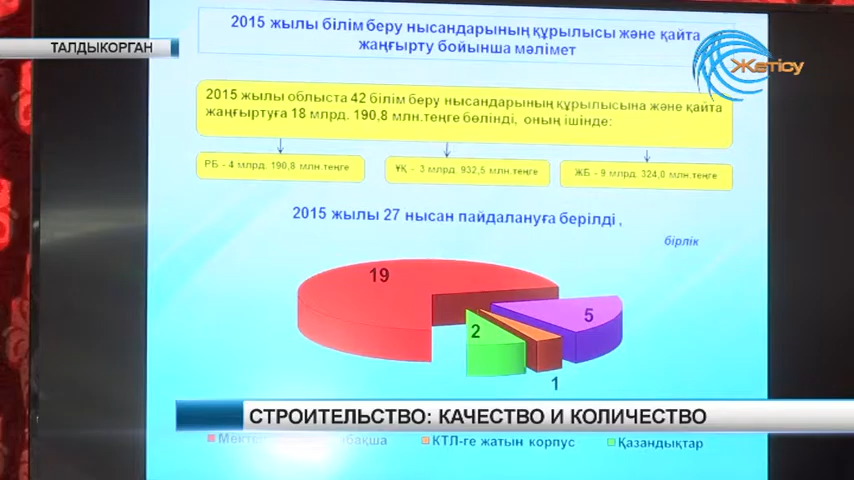 2015 жылы білім беру нысандарының құрылысы және қайта
жаңғырту бойынша мәлімет
ТАЛДЫКОРГАН
Жетісу
2015 жылы областа 42 білім беру нысандарының құрылысына және қайта
жаңғыртуға 18 млрд. 190,8 млн.теңге бөлінді, оның ішінде:
РБ - 4 млрд. 190,8 млн.теңге
ҰҚ - 3 млрд. 932,5 млн.теңге
ЖБ - 9 млрд. 324,0 млн.теңге
2015 жылы 27 нысан пайдалануға берілді,
бірлік
19
5
2
1
СТРОИТЕЛЬСТВО: КАЧЕСТВО И КОЛИЧЕСТВО
КТЛ-ге жатын корпус
Қазандықтар